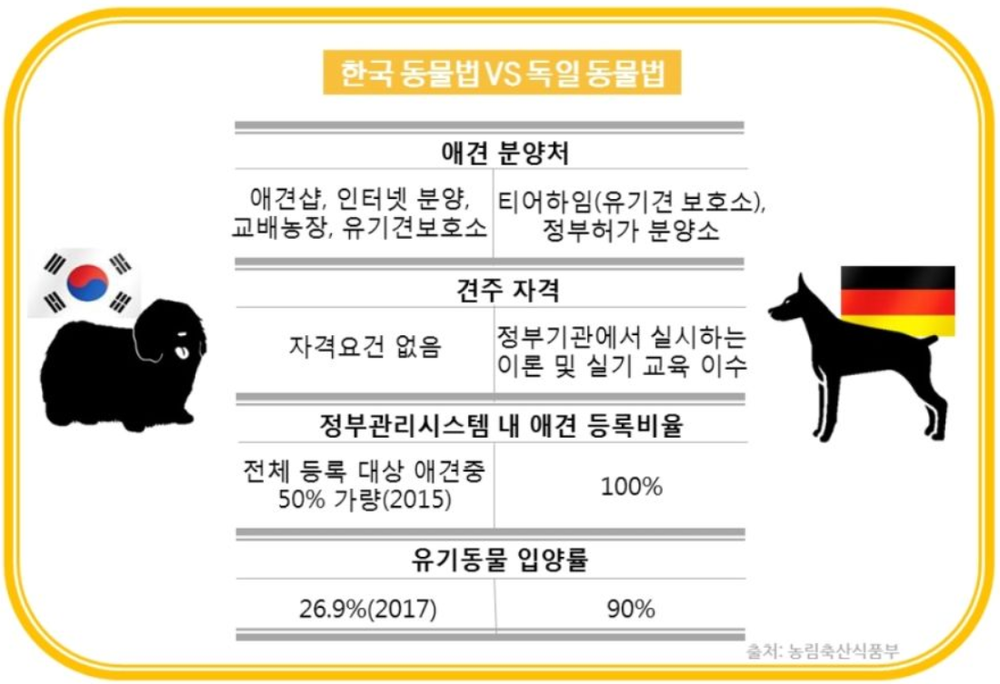 한국 동물법 VS 독일 동물법
애견 분양처
애견샵, 인터넷 분양,
교배농장, 유기견보호소
티어하임(유기견 보호소),
정부허가 분양소
견주 자격
자격요건 없음
정부기관에서 실시하는
이론 및 실기 교육 이수
정부관리시스템 내 애견 등록비율
전체 등록 대상 애견중
50% 가량(2015)
100%
유기동물 입양률
26.9%(2017)
90%
출처: 농림축산식품부